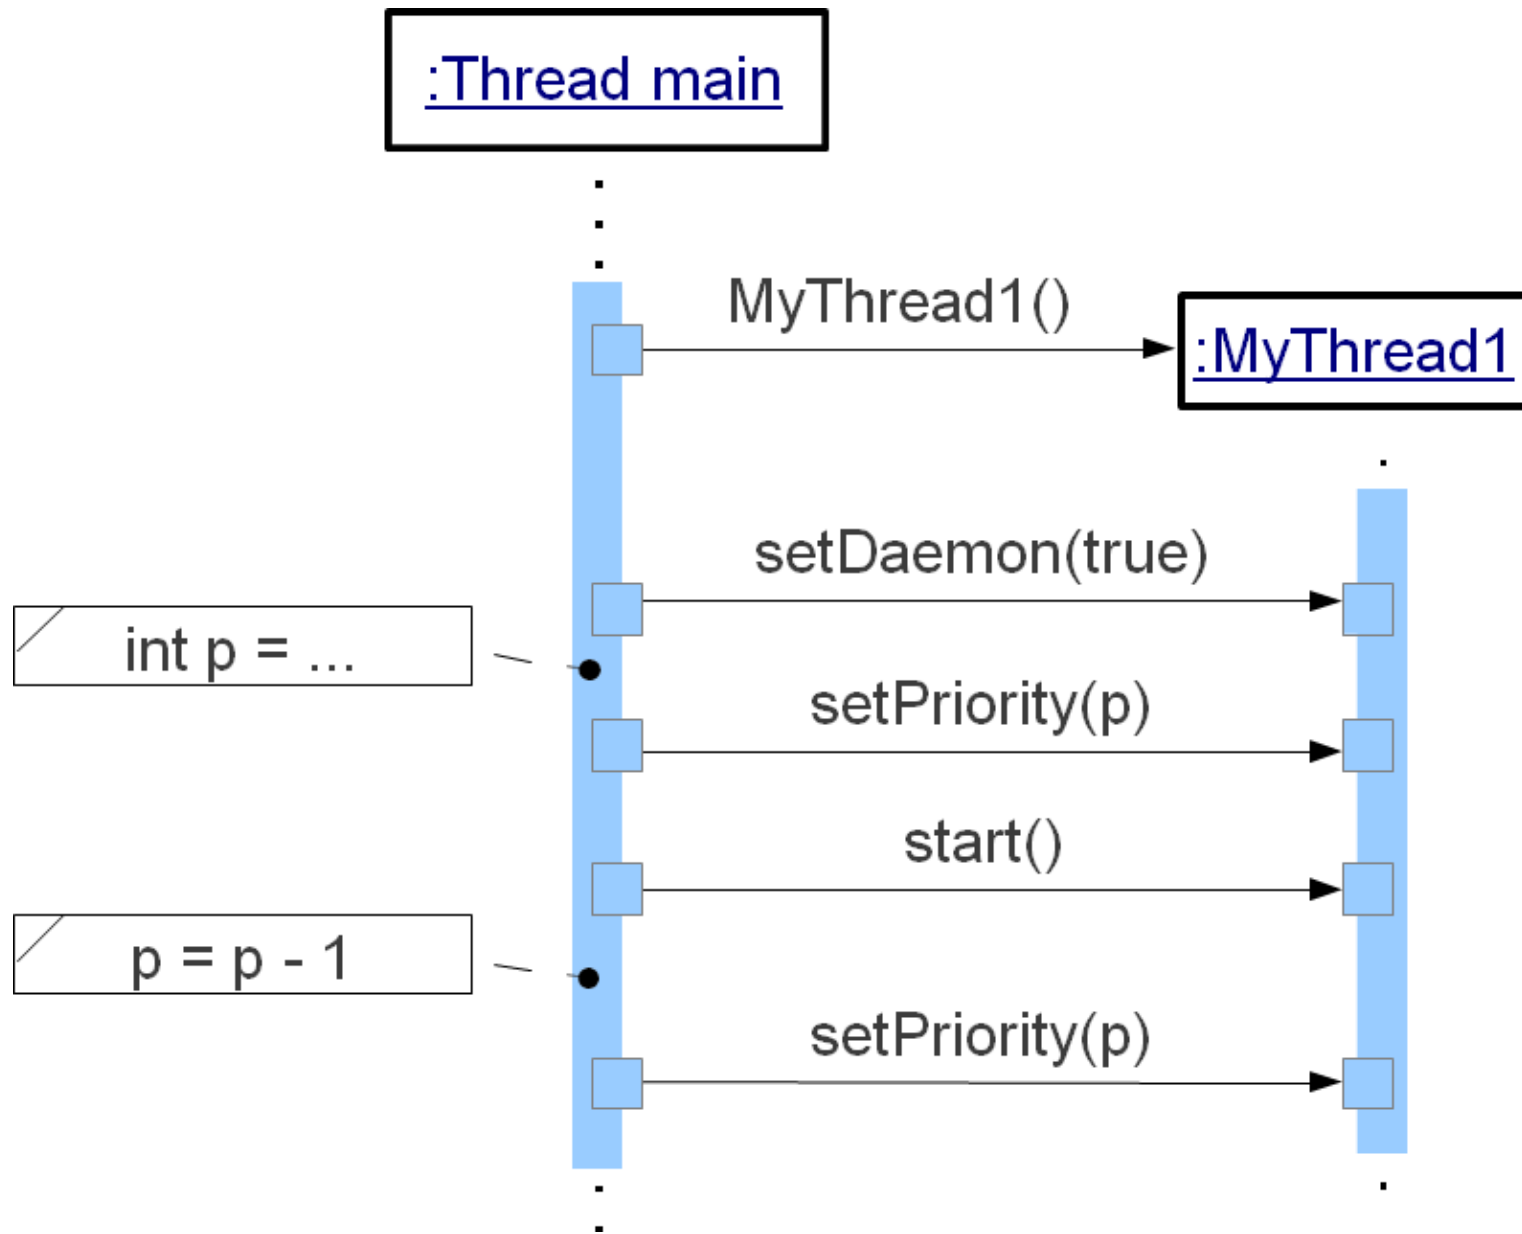 :Thread main
MyThread1()
:MyThread1
setDaemon(true)
int p = ...
setPriority(p)
start()
p = p - 1
setPriority(p)